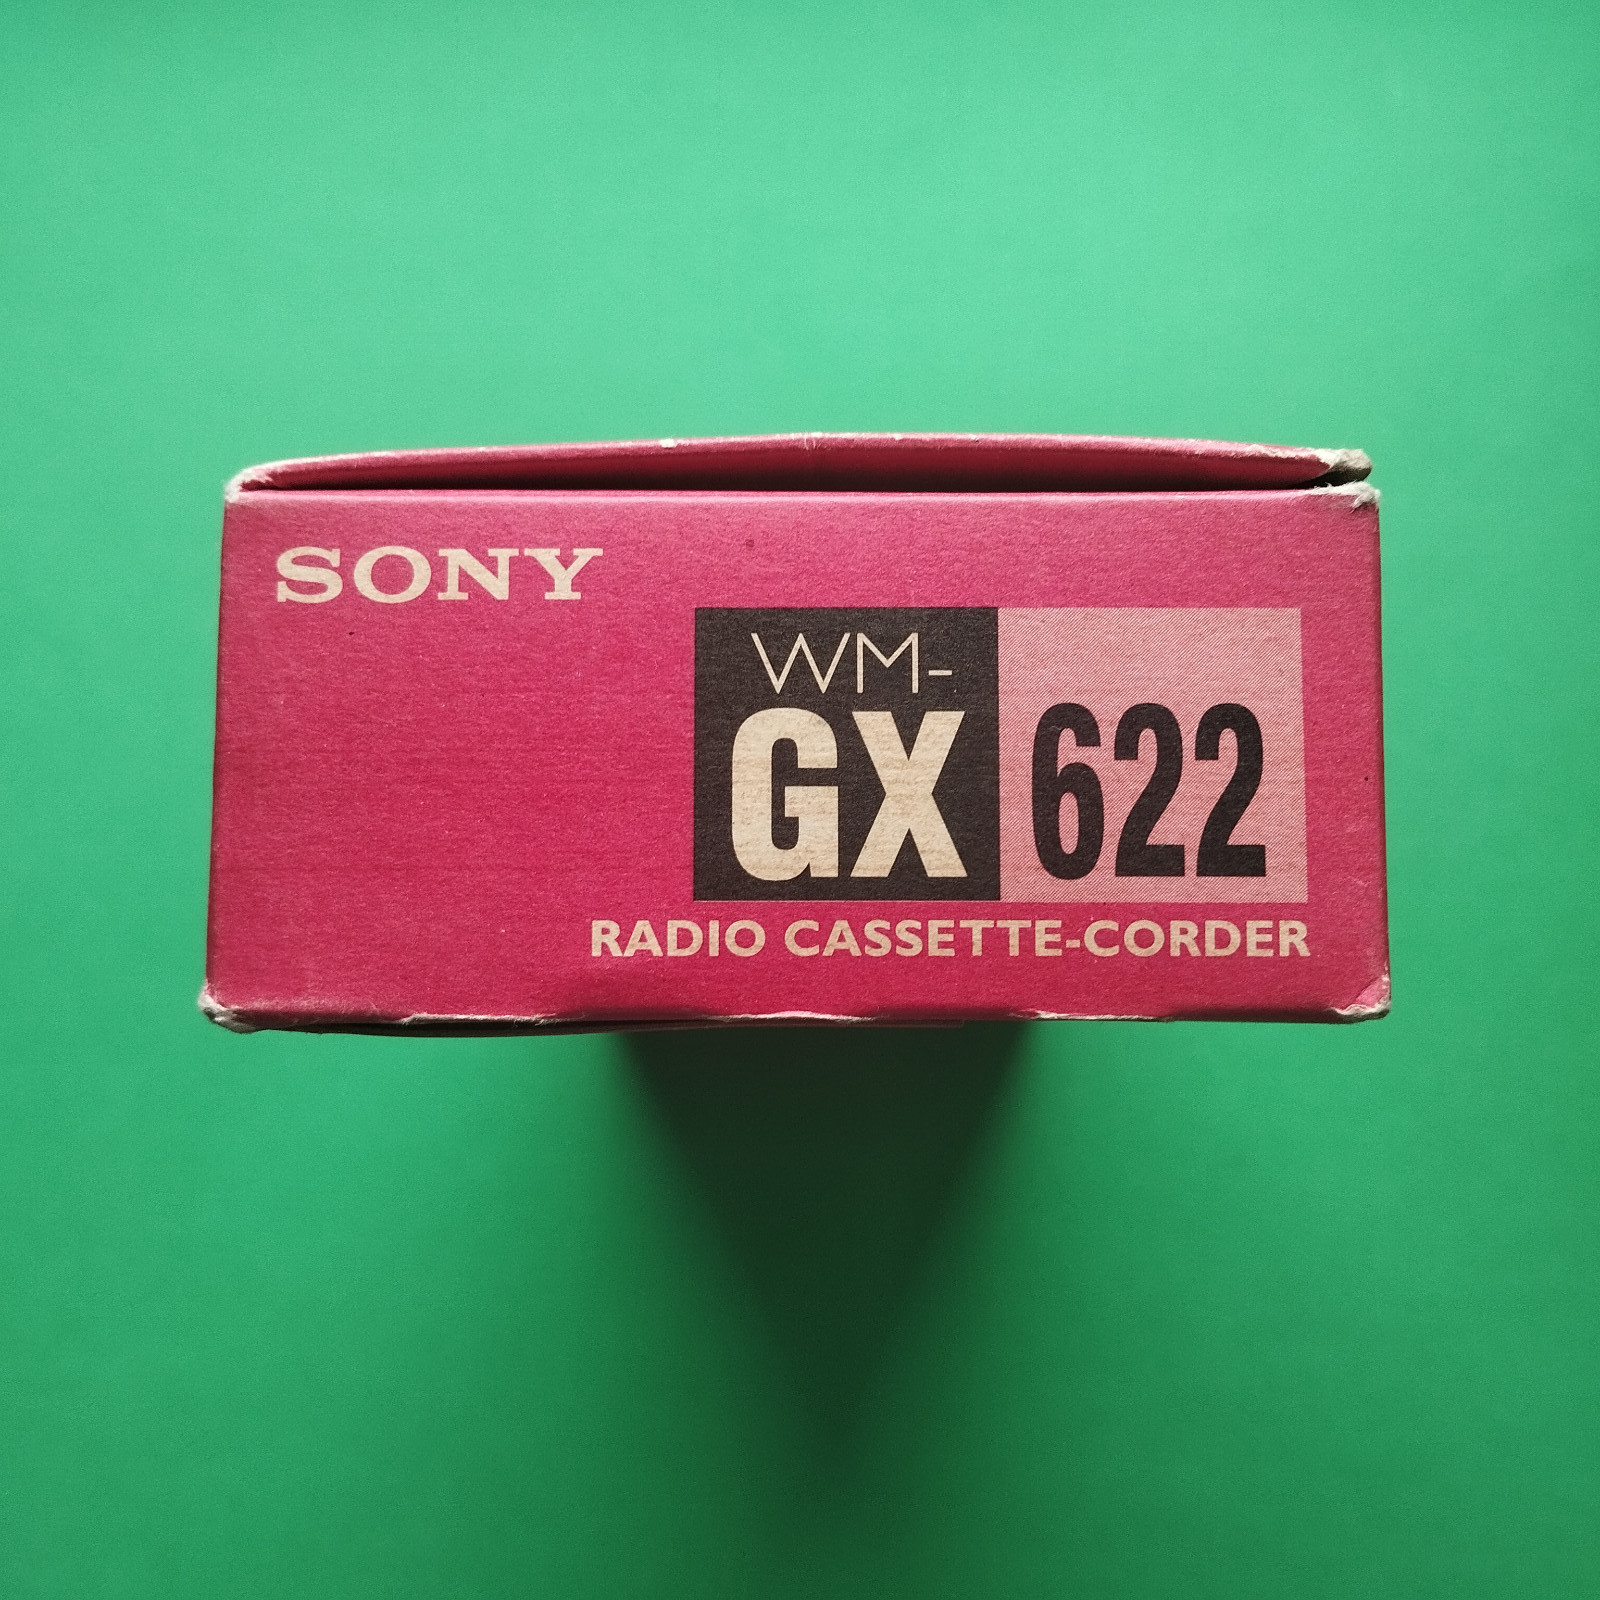 SONY
WM-
GX 622
RADIO CASSETTE-CORDER